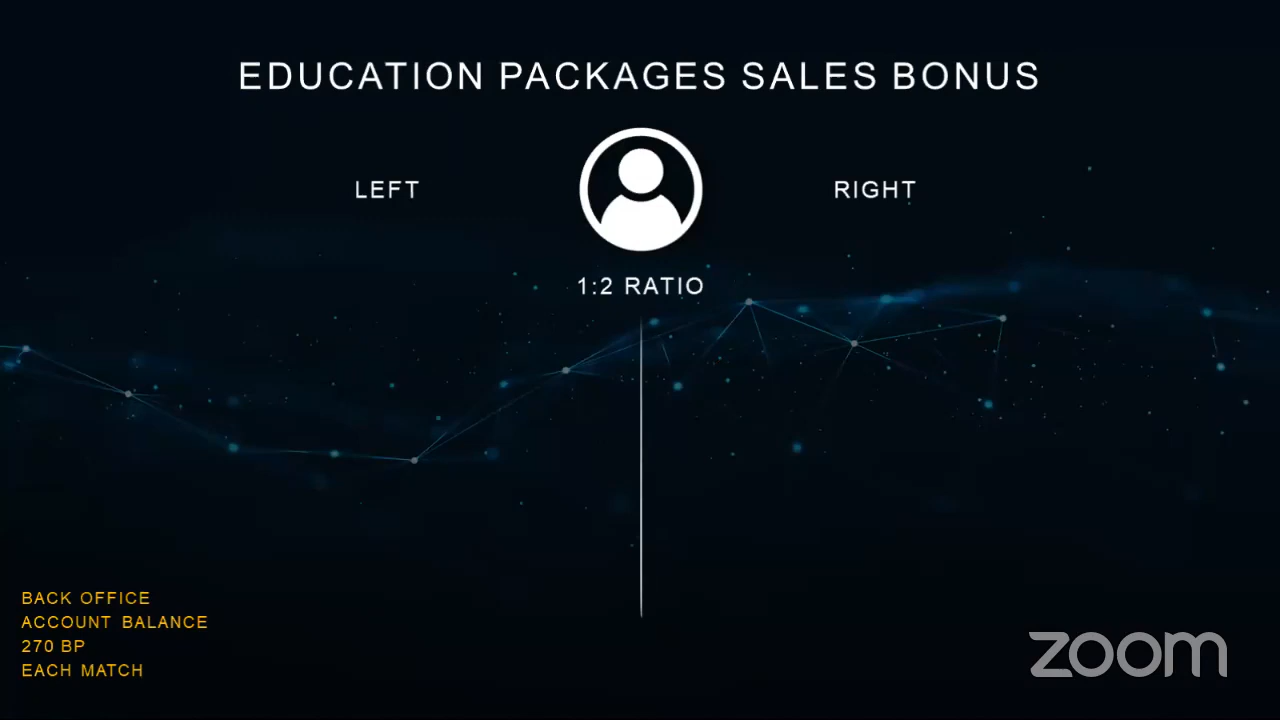 EDUCATION PACKAGES SALES BONUS
LEFT
RIGHT
1:2 RATIO
BACK OFFICE
ACCOUNT BALANCE
270 BP
EACH MATCH
zoom